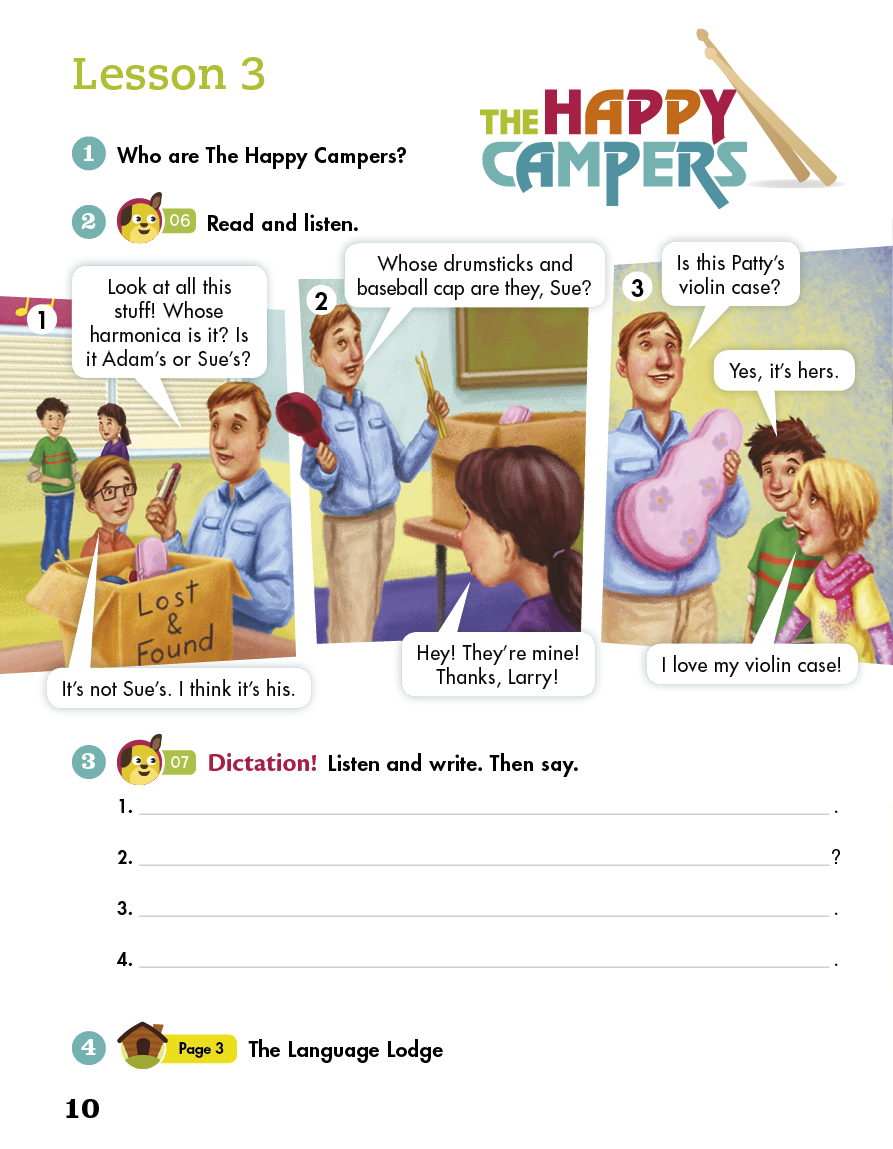 Lesson 3
THE HAPPY
CAMPERS
1 Who are The Happy Campers?
2 06 Read and listen.
1
Look at all this
stuff! Whose
harmonica is it? Is
it Adam's or Sue's?
Lost
&
Found
It's not Sue's. I think it's his.
2
Whose drumsticks and
baseball cap are they, Sue?
Hey! They're mine!
Thanks, Larry!
3
Is this Patty's
violin case?
Yes, it's hers.
I love my violin case!
3 07 Dictation! Listen and write. Then say.
1. .
2. ?
3. .
4. .
4 Page 3 The Language Lodge
10